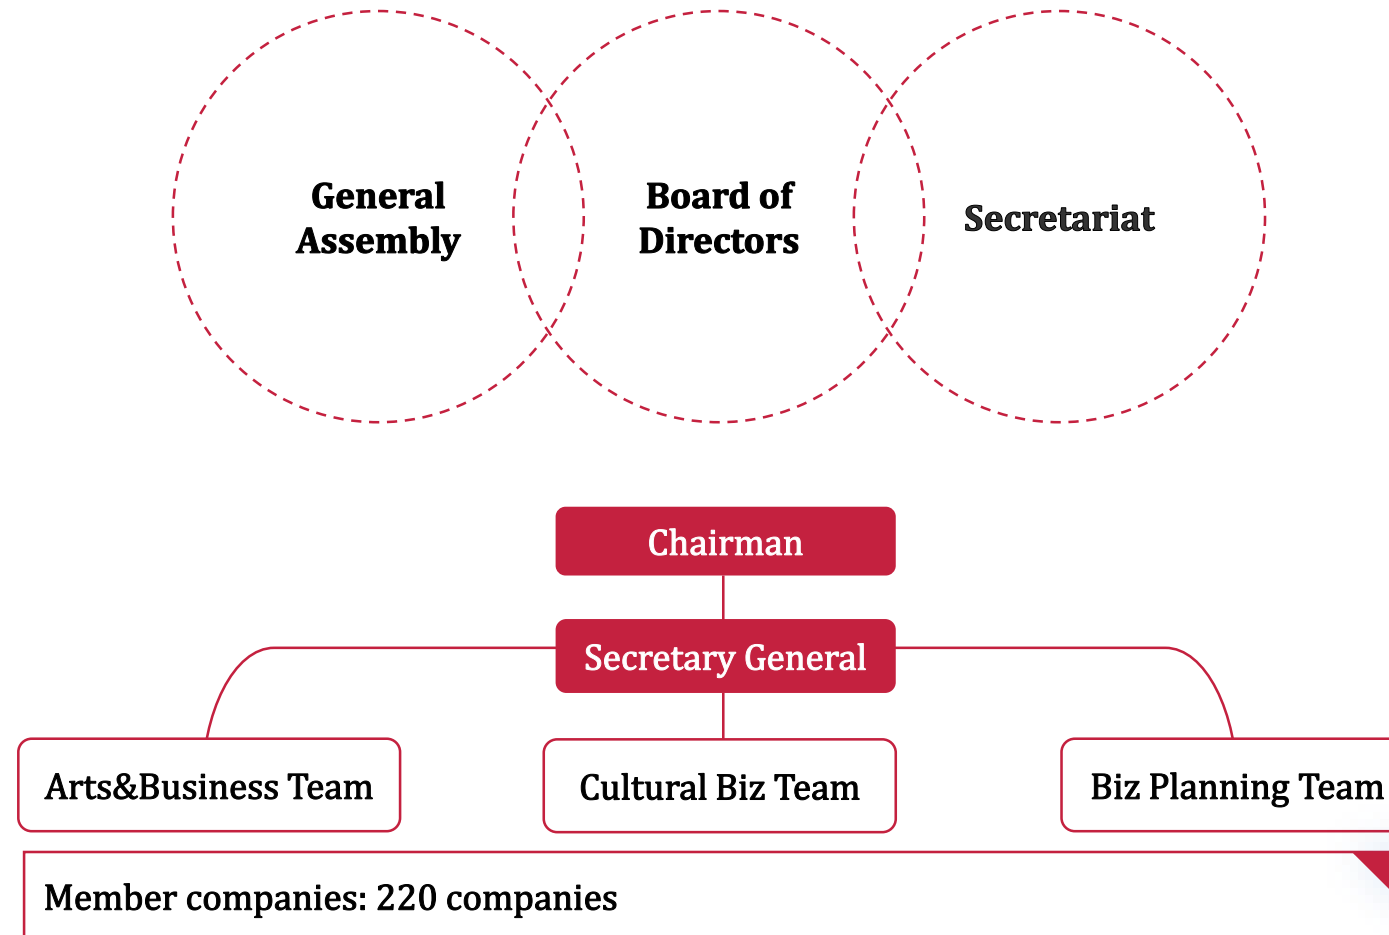 General
Assembly
Board of
Directors
Secretariat
Chairman
Secretary General
Arts&Business Team
Cultural Biz Team
Biz Planning Team
Member companies: 220 companies